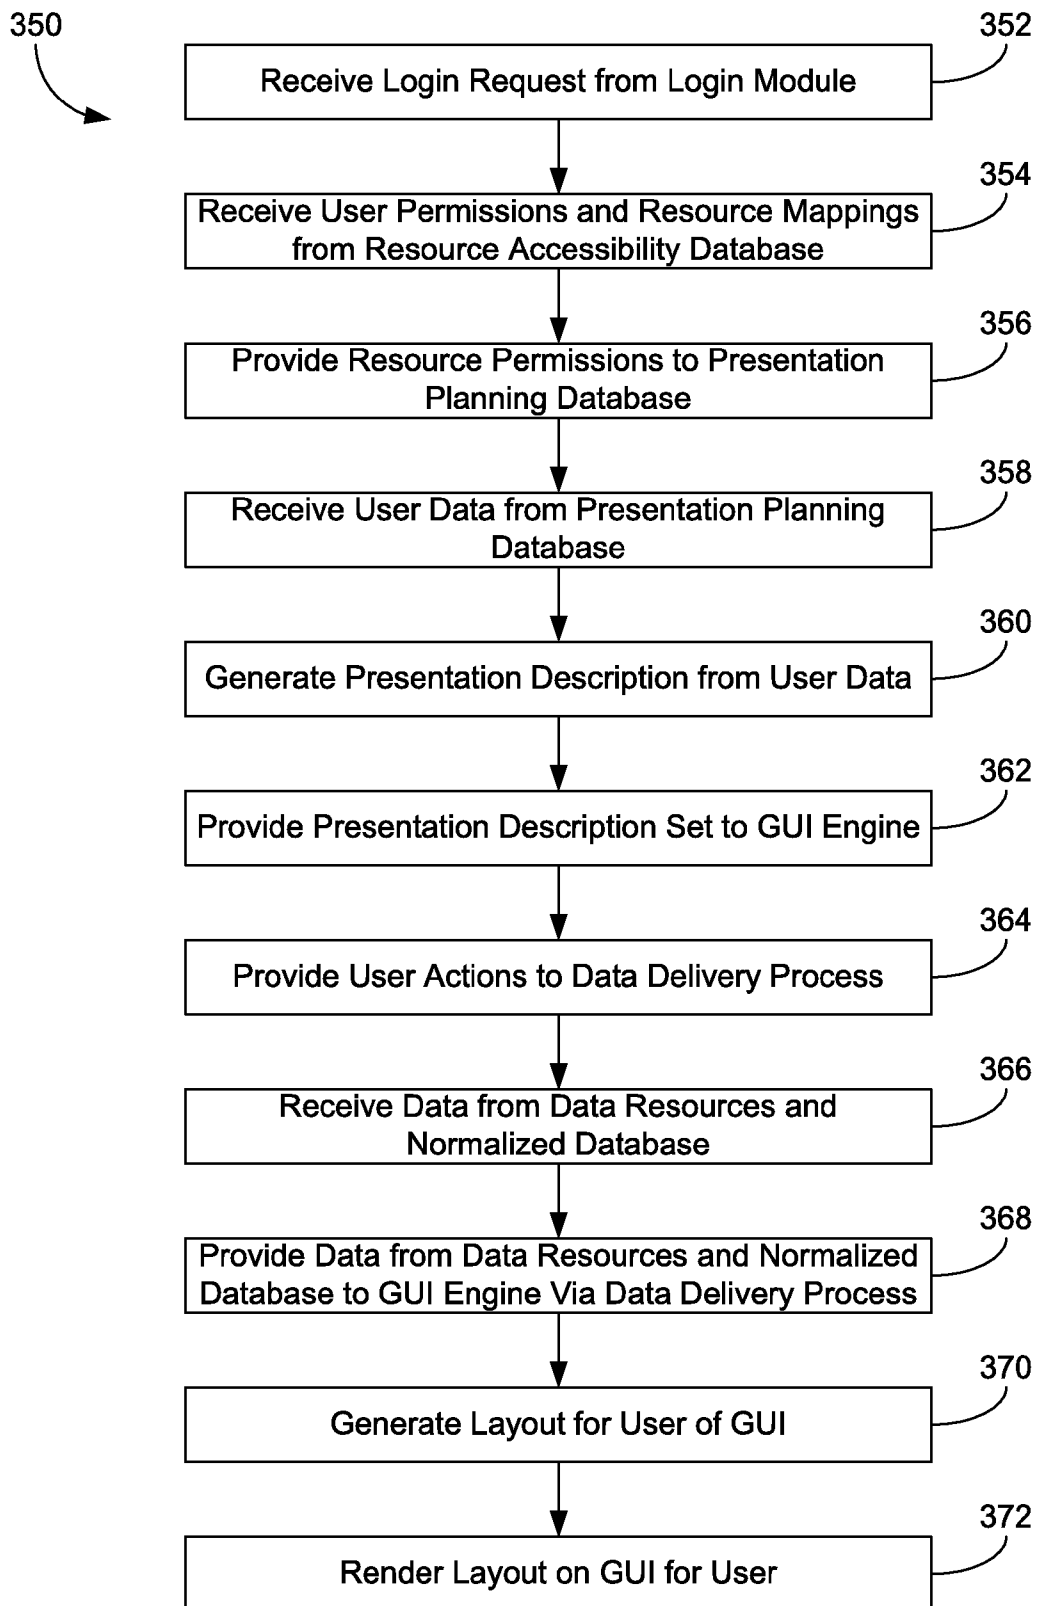 350
352
Receive Login Request from Login Module
354
Receive User Permissions and Resource Mappings
from Resource Accessibility Database
356
Provide Resource Permissions to Presentation
Planning Database
358
Receive User Data from Presentation Planning
Database
360
Generate Presentation Description from User Data
362
Provide Presentation Description Set to GUI Engine
364
Provide User Actions to Data Delivery Process
366
Receive Data from Data Resources and
Normalized Database
368
Provide Data from Data Resources and Normalized
Database to GUI Engine Via Data Delivery Process
370
Generate Layout for User of GUI
372
Render Layout on GUI for User